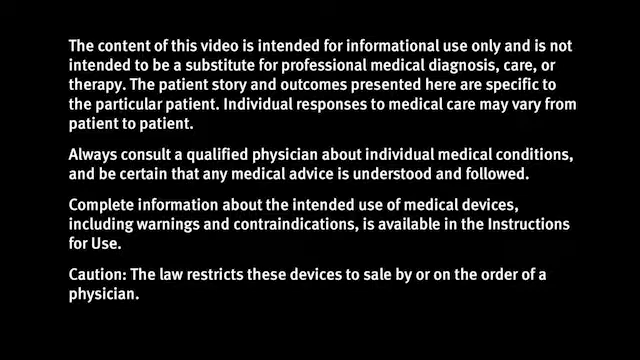 The content of this video is intended for informational use only and is not
intended to be a substitute for professional medical diagnosis, care, or
therapy. The patient story and outcomes presented here are specific to
the particular patient. Individual responses to medical care may vary from
patient to patient.
Always consult a qualified physician about individual medical conditions,
and be certain that any medical advice is understood and followed.
Complete information about the intended use of medical devices,
including warnings and contraindications, is available in the Instructions
for Use.
Caution: The law restricts these devices to sale by or on the order of a
physician.